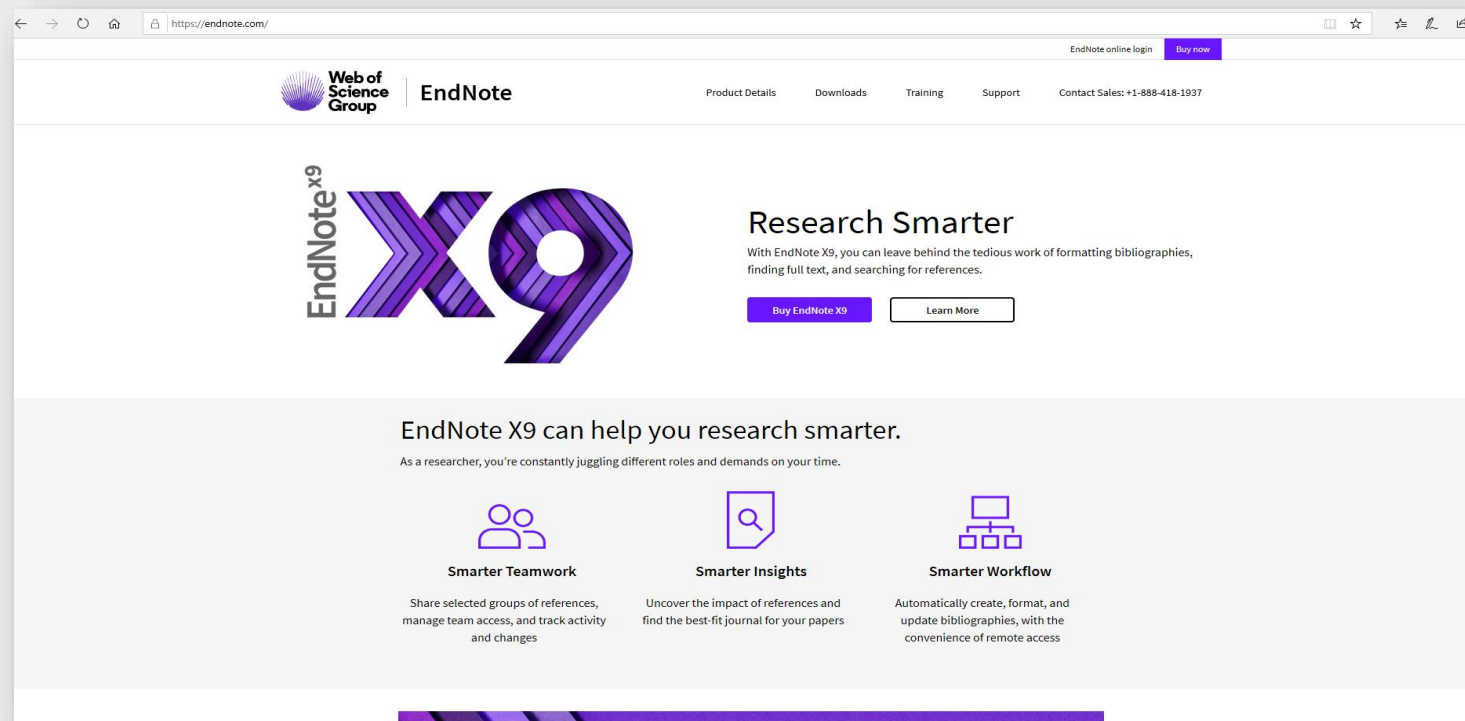 https://endnote.com/
EndNote online login
Buy now
Web of
Science
Group
EndNote
Product Details
Downloads
Training
Support
Contact Sales: +1-888-418-1937
EndNote x9
X9
Research Smarter
With EndNote X9, you can leave behind the tedious work of formatting bibliographies,
finding full text, and searching for references.
Buy EndNote X9
Learn More
EndNote X9 can help you research smarter.
As a researcher, you’re constantly juggling different roles and demands on your time.
Smarter Teamwork
Share selected groups of references,
manage team access, and track activity
and changes
Smarter Insights
Uncover the impact of references and
find the best-fit journal for your papers
Smarter Workflow
Automatically create, format, and
update bibliographies, with the
convenience of remote access